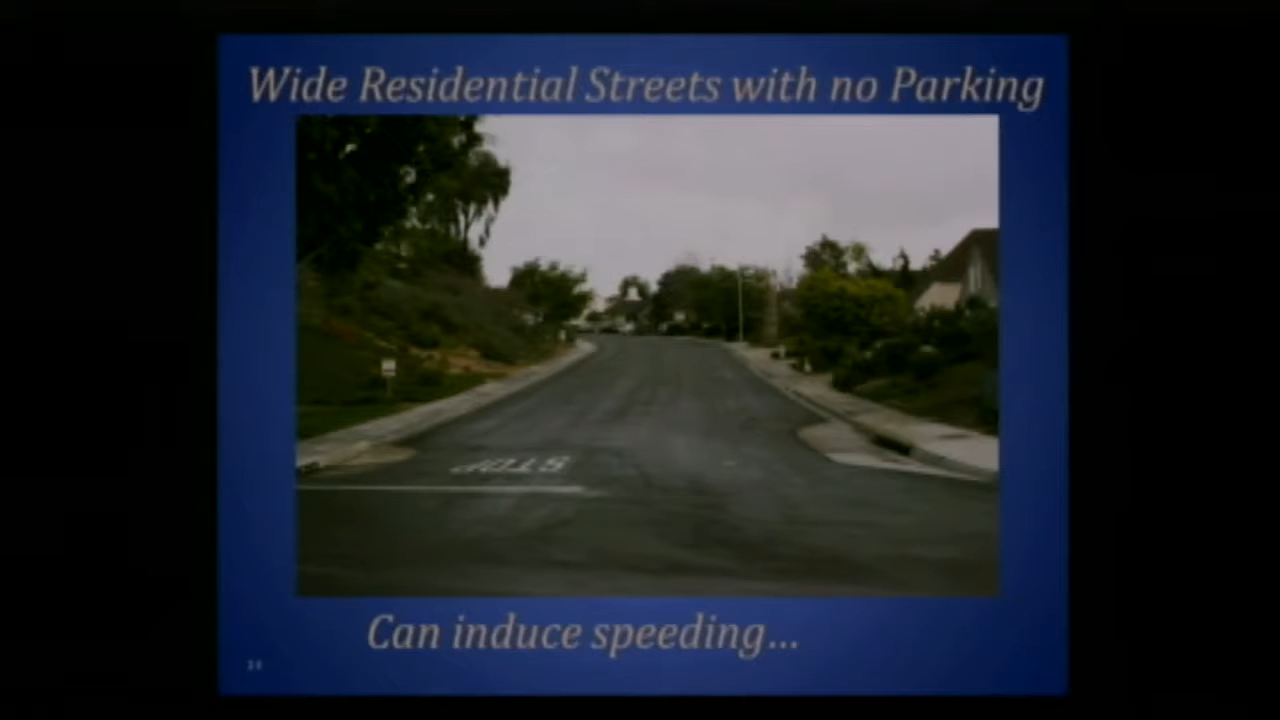 Wide Residential Streets with no Parking
STOP
Can induce speeding...